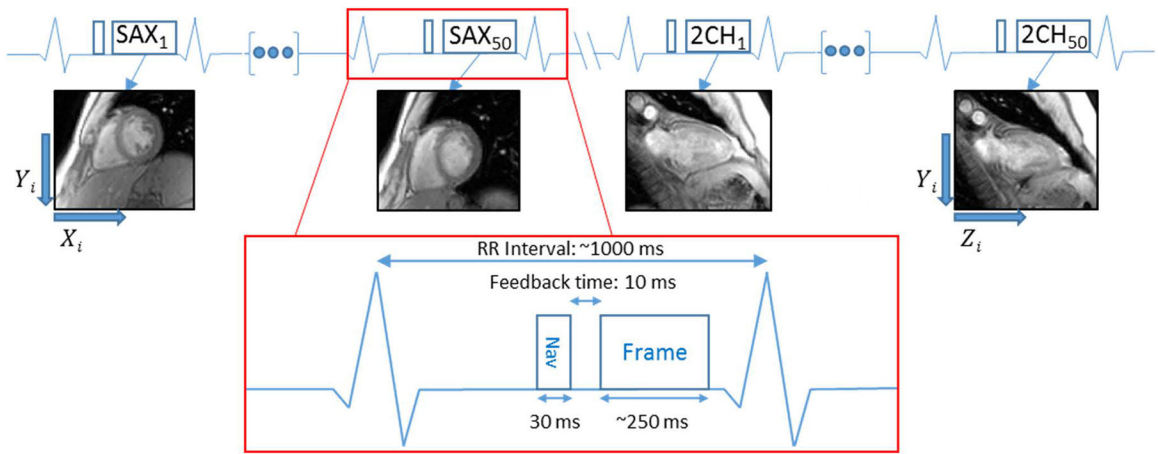 SAX₁
SAX₅₀
2CH₁
2CH₅₀
Yᵢ
Xᵢ
Yᵢ
Zᵢ
RR Interval: ~1000 ms
Feedback time: 10 ms
Nav
Frame
30 ms
~250 ms